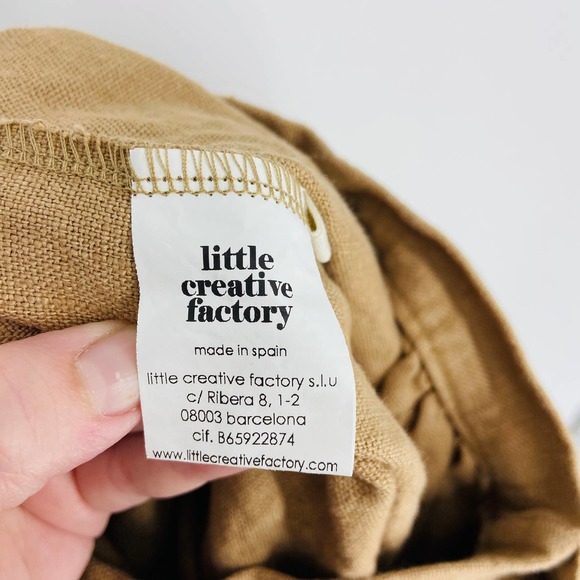 little
creative
factory
made in spain
little creative factory s.l.u
c/ Ribera 8, 1-2
08003 barcelona
cif. B65922874
www.littlecreativefactory.com